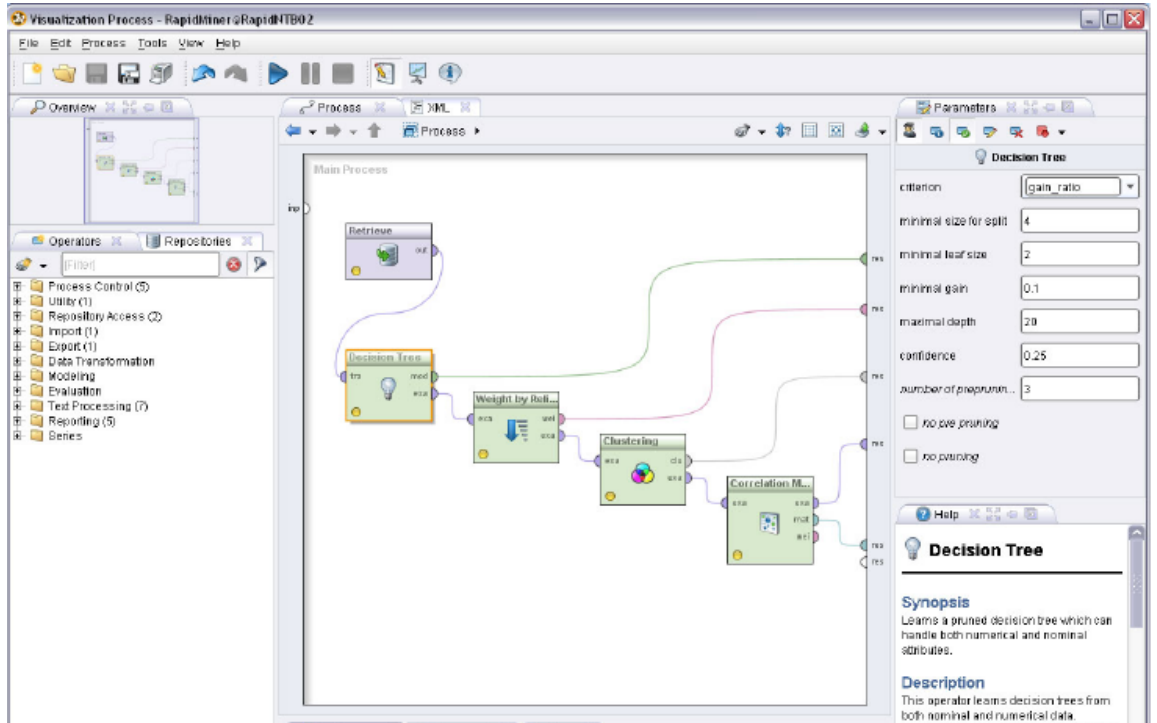 Visualization Process - RapidMiner@RapidNTB02
File Edit Process Tools View Help
Overview
Process
XML
Process
Parameters
Decision Tree
criterion
gain_ratio
minimal size for split
4
minimal leaf size
2
minimal gain
0.1
maximal depth
20
confidence
0.25
number of preprunin...
3
no pre pruning
no pruning
Operators
Repositories
[Filter]
Process Control (5)
Utility (1)
Repository Access (2)
Import (1)
Export (1)
Data Transformation
Modeling
Evaluation
Text Processing (7)
Reporting (5)
Series
Main Process
inp
Retrieve
out
Decision Tree
tra
mod
exa
Weight by Reli...
exa
wei
exa
Clustering
exa
clu
exa
Correlation M...
exa
exa
mat
wei
res
res
res
res
res
res
Help
Decision Tree
Synopsis
Learns a pruned decision tree which can
handle both numerical and nominal
attributes.
Description
This operator learns decision trees from
both nominal and numerical data.